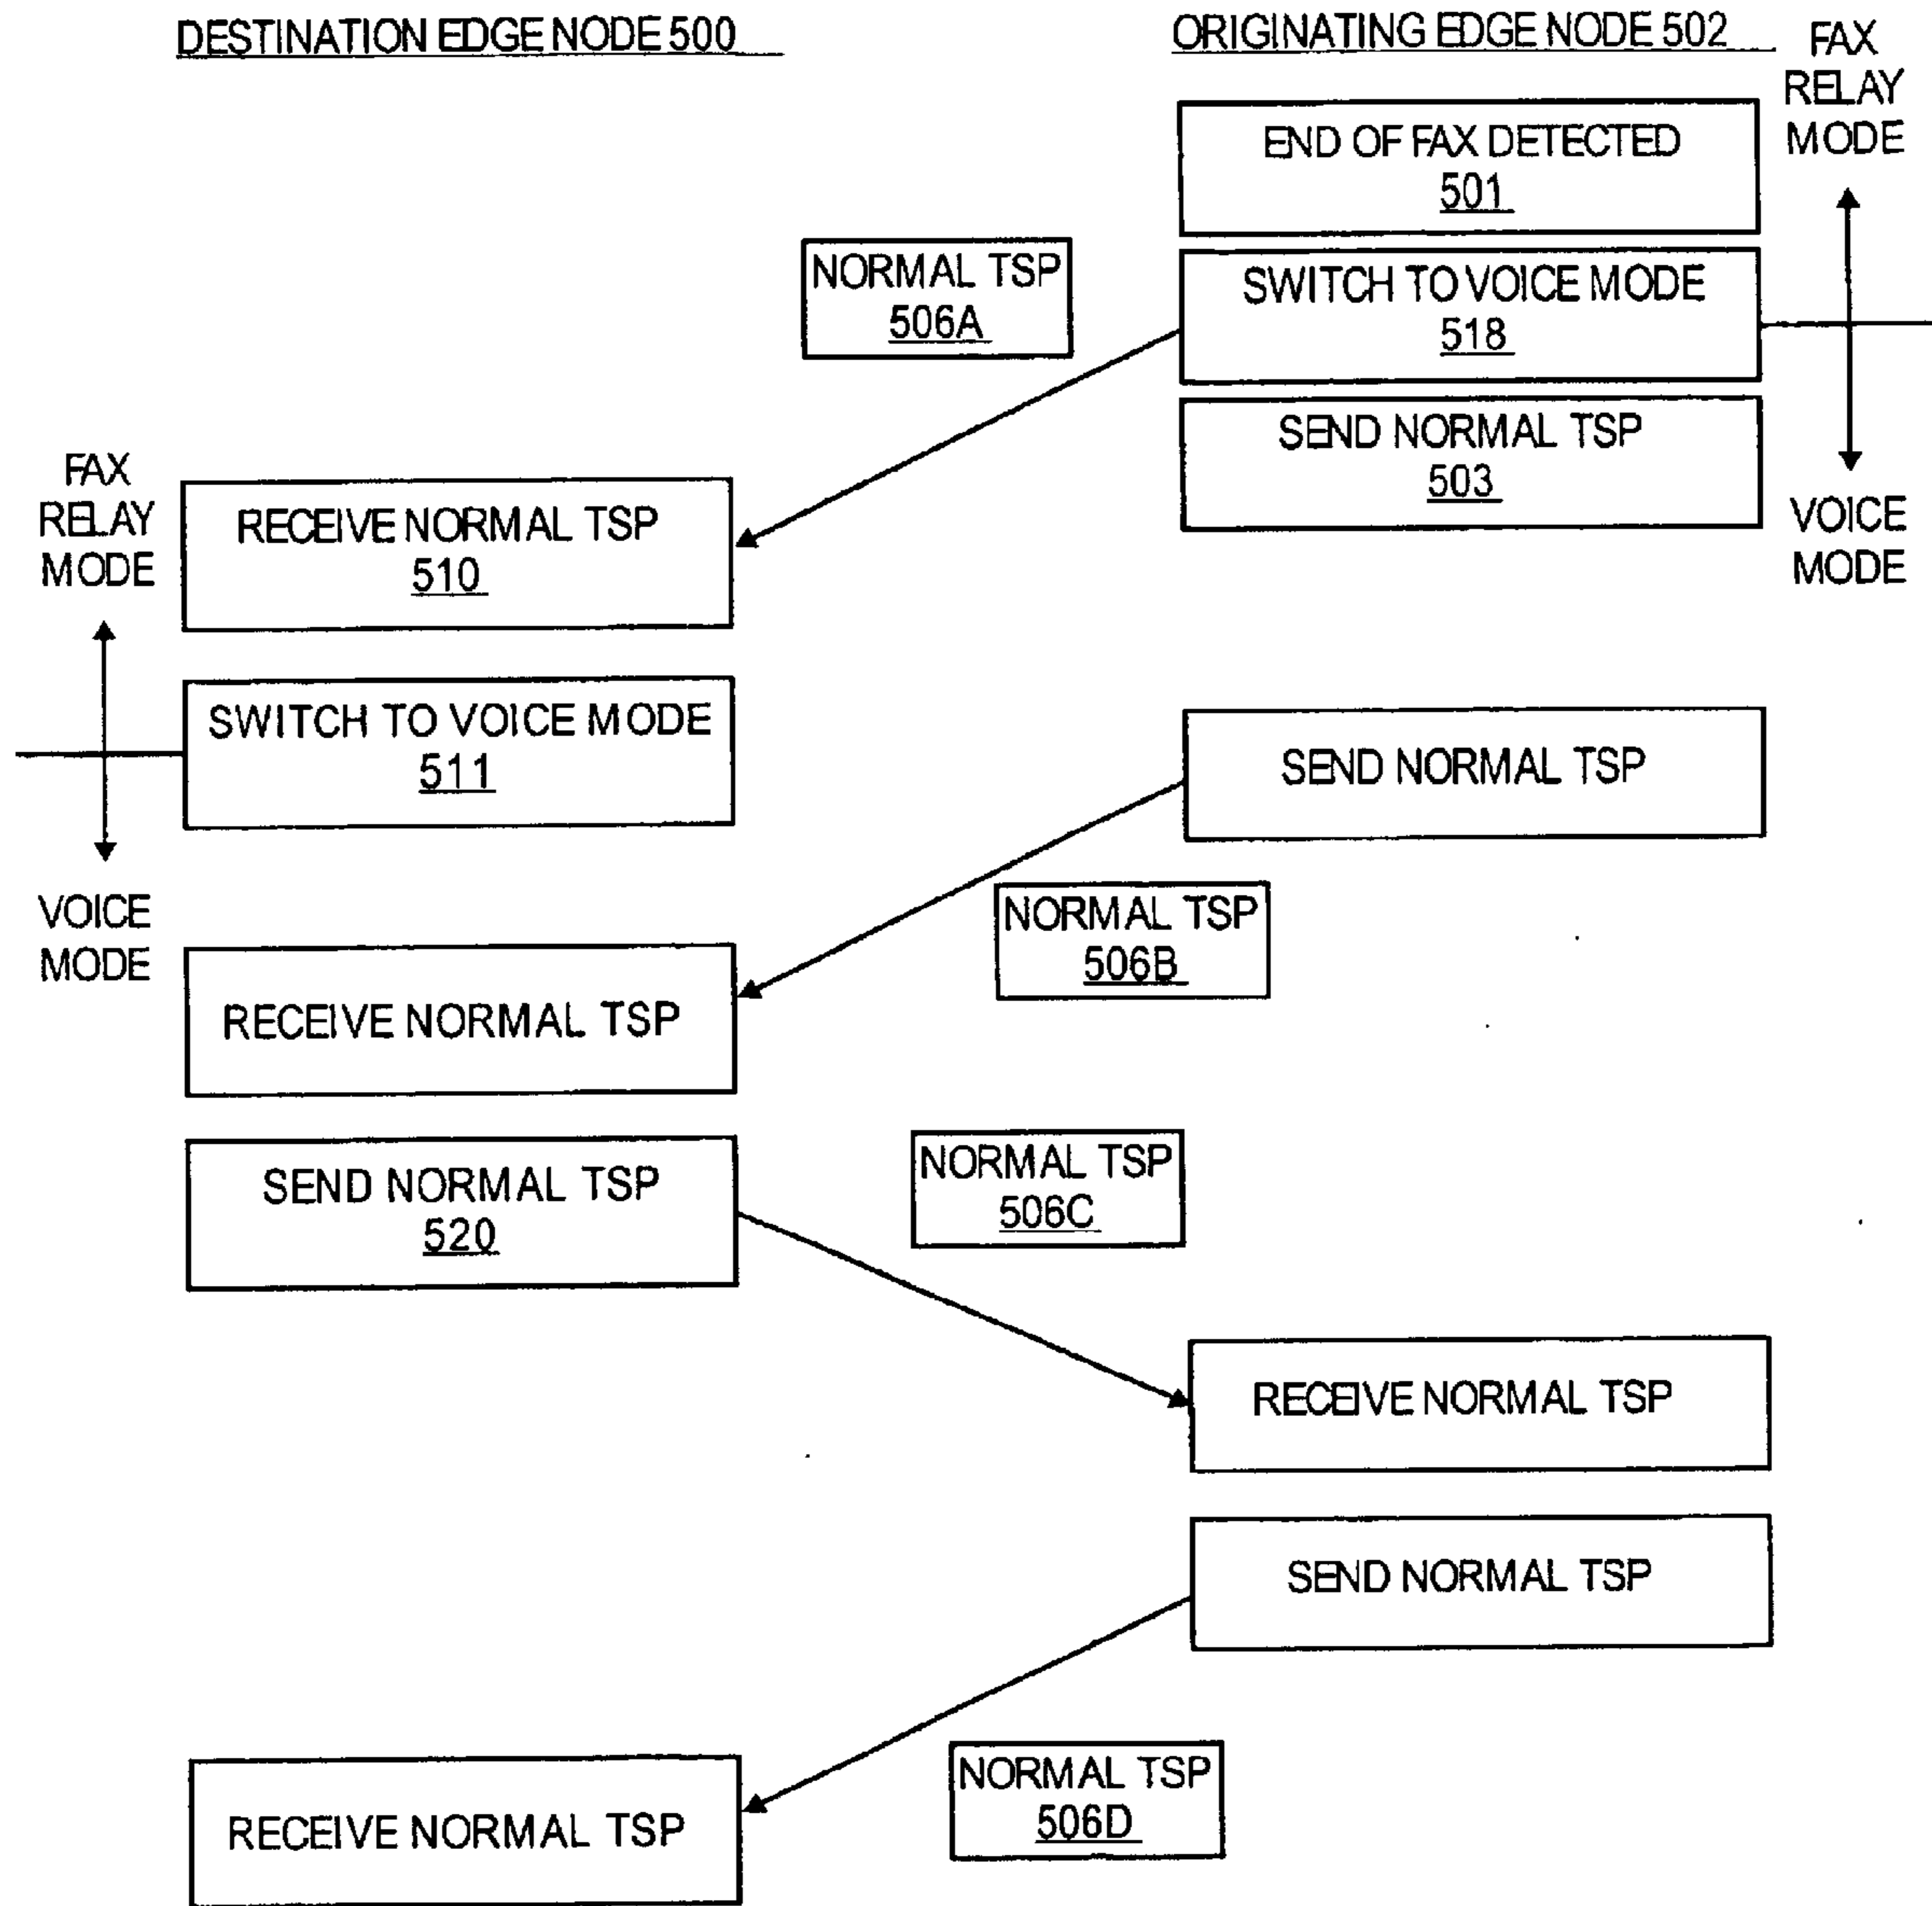 DESTINATION EDGE NODE 500
ORIGINATING EDGE NODE 502
FAX
RELAY
MODE
END OF FAX DETECTED
501
NORMAL TSP
506A
SWITCH TO VOICE MODE
518
SEND NORMAL TSP
503
VOICE
MODE
FAX
RELAY
MODE
RECEIVE NORMAL TSP
510
SWITCH TO VOICE MODE
511
SEND NORMAL TSP
VOICE
MODE
NORMAL TSP
506B
RECEIVE NORMAL TSP
SEND NORMAL TSP
520
NORMAL TSP
506C
RECEIVE NORMAL TSP
SEND NORMAL TSP
NORMAL TSP
506D
RECEIVE NORMAL TSP